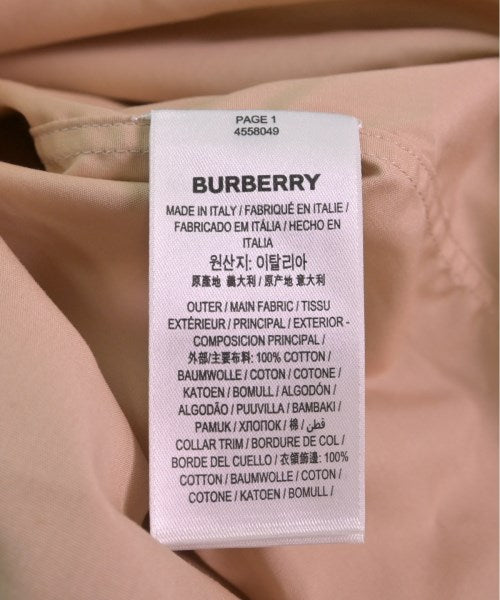 PAGE 1
4558049
BURBERRY
MADE IN ITALY / FABRIQUÉ EN ITALIE /
FABRICADO EM ITÁLIA / HECHO EN
ITALIA
원산지: 이탈리아
原產地 義大利 / 原产地 意大利
OUTER / MAIN FABRIC / TISSU
EXTÉRIEUR / PRINCIPAL / EXTERIOR -
COMPOSICIÓN PRINCIPAL /
外部/主要布料: 100% COTTON /
BAUMWOLLE / COTON / COTONE /
KATOEN / BOMULL / ALGODÓN /
ALGODÃO / PUUVILLA / BAMBAKI /
PAMUK / ХЛОПОК / 棉 / قطن /
COLLAR TRIM / BORDURE DE COL /
BORDE DEL CUELLO / 衣領飾邊: 100%
COTTON / BAUMWOLLE / COTON /
COTONE / KATOEN / BOMULL /